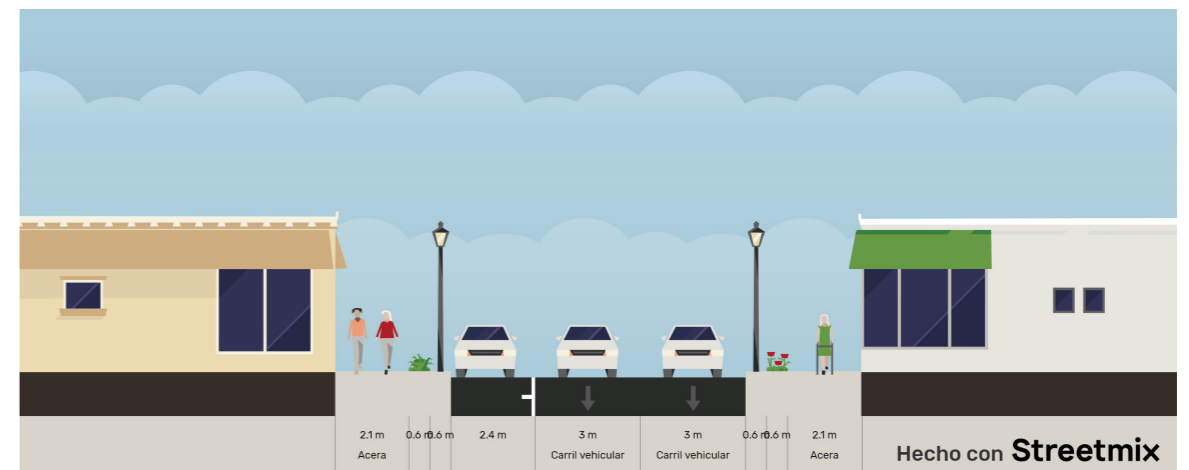 2.1 m 0.6 m 0.6 m 2.4 m 3 m 3 m 0.6 m 0.6 m 2.1 m
Acera Carril vehicular Carril vehicular Acera
Hecho con Streetmix